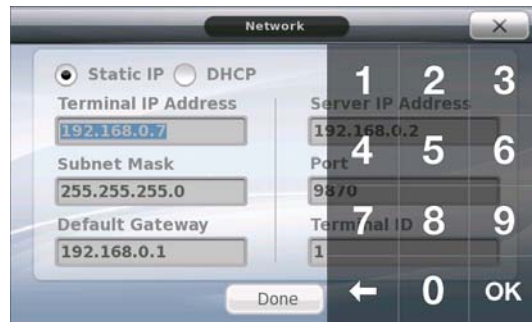 Network
Static IP DHCP
Terminal IP Address
192.168.0.7
Subnet Mask
255.255.255.0
Default Gateway
192.168.0.1
Server IP Address
192.168.0.2
Port
9870
Terminal ID
1
Done
1 2 3
4 5 6
7 8 9
0 OK